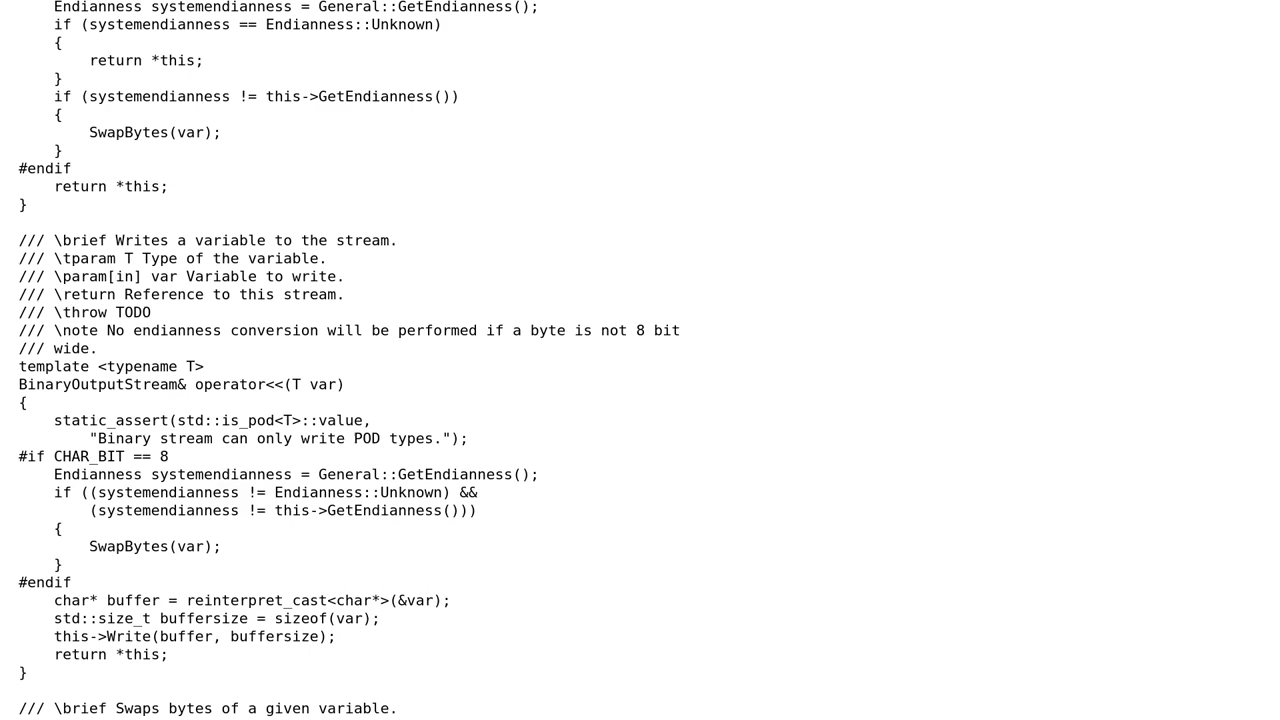 Endianness systemendianness = General::GetEndianness();
    if (systemendianness == Endianness::Unknown)
    {
        return *this;
    }
    if (systemendianness != this->GetEndianness())
    {
        SwapBytes(var);
    }
#endif
    return *this;
}

/// \brief Writes a variable to the stream.
/// \tparam T Type of the variable.
/// \param[in] var Variable to write.
/// \return Reference to this stream.
/// \throw TODO
/// \note No endianness conversion will be performed if a byte is not 8 bit
/// wide.
template <typename T>
BinaryOutputStream& operator<<(T var)
{
    static_assert(std::is_pod<T>::value,
        "Binary stream can only write POD types.");
#if CHAR_BIT == 8
    Endianness systemendianness = General::GetEndianness();
    if ((systemendianness != Endianness::Unknown) &&
        (systemendianness != this->GetEndianness()))
    {
        SwapBytes(var);
    }
#endif
    char* buffer = reinterpret_cast<char*>(&var);
    std::size_t buffersize = sizeof(var);
    this->Write(buffer, buffersize);
    return *this;
}

/// \brief Swaps bytes of a given variable.